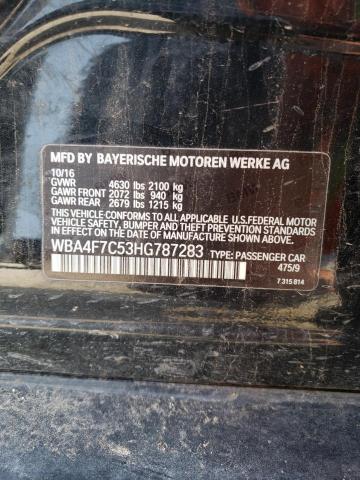 MFD BY BAYERISCHE MOTOREN WERKE AG
10/16
GVWR 4630 lbs 2100 kg
GAWR FRONT 2072 lbs 940 kg
GAWR REAR 2679 lbs 1215 kg
THIS VEHICLE CONFORMS TO ALL APPLICABLE U.S.FEDERAL MOTOR
VEHICLE SAFETY, BUMPER, AND THEFT PREVENTION STANDARDS
IN EFFECT ON THE DATE OF MANUFACTURE SHOWN ABOVE.
WBA4F7C53HG787283 TYPE: PASSENGER CAR
475/9
7 315 814